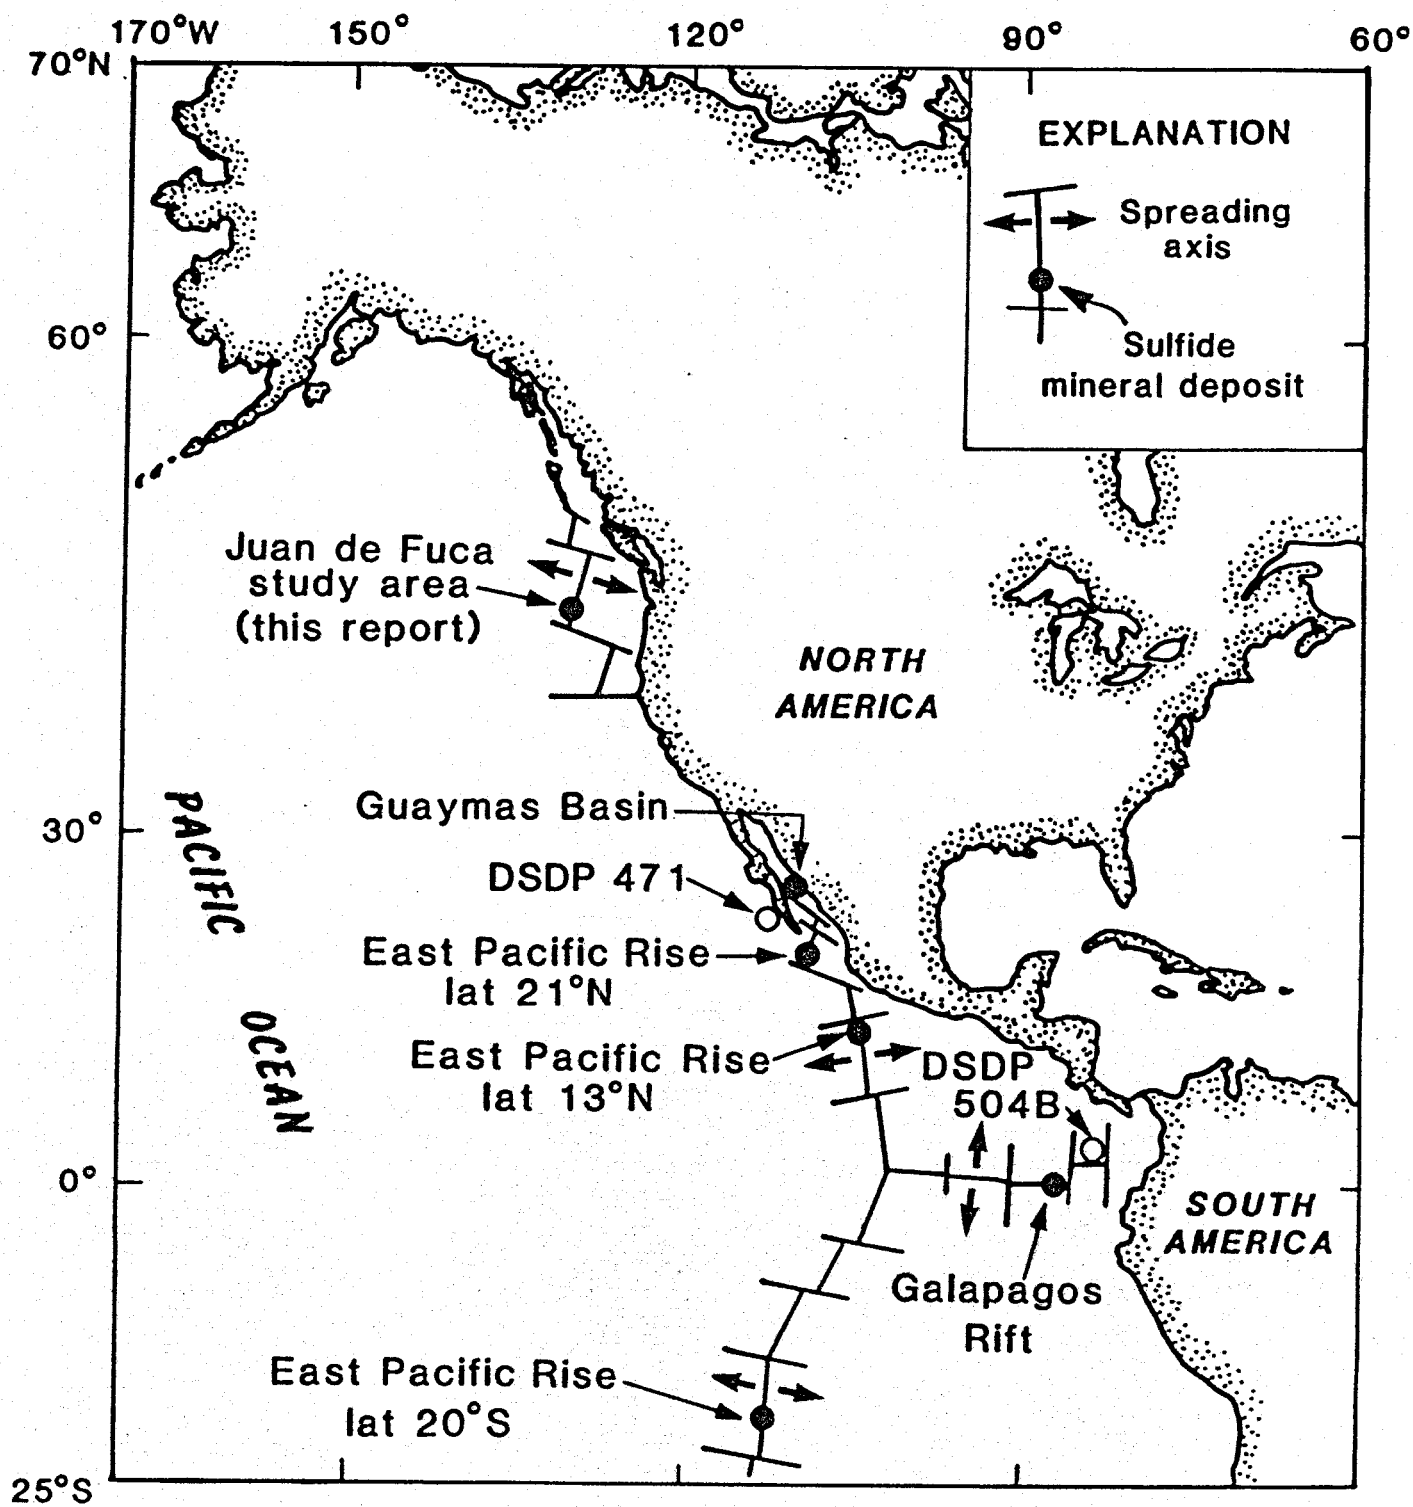 170°W 150° 120° 90° 60°
70°N
EXPLANATION
Spreading
axis
Sulfide
mineral deposit
60°
Juan de Fuca
study area
(this report)
NORTH
AMERICA
30°
PACIFIC
OCEAN
Guaymas Basin
DSDP 471
East Pacific Rise
lat 21°N
East Pacific Rise
lat 13°N
DSDP
504B
0°
SOUTH
AMERICA
Galapagos
Rift
East Pacific Rise
lat 20°S
25°S